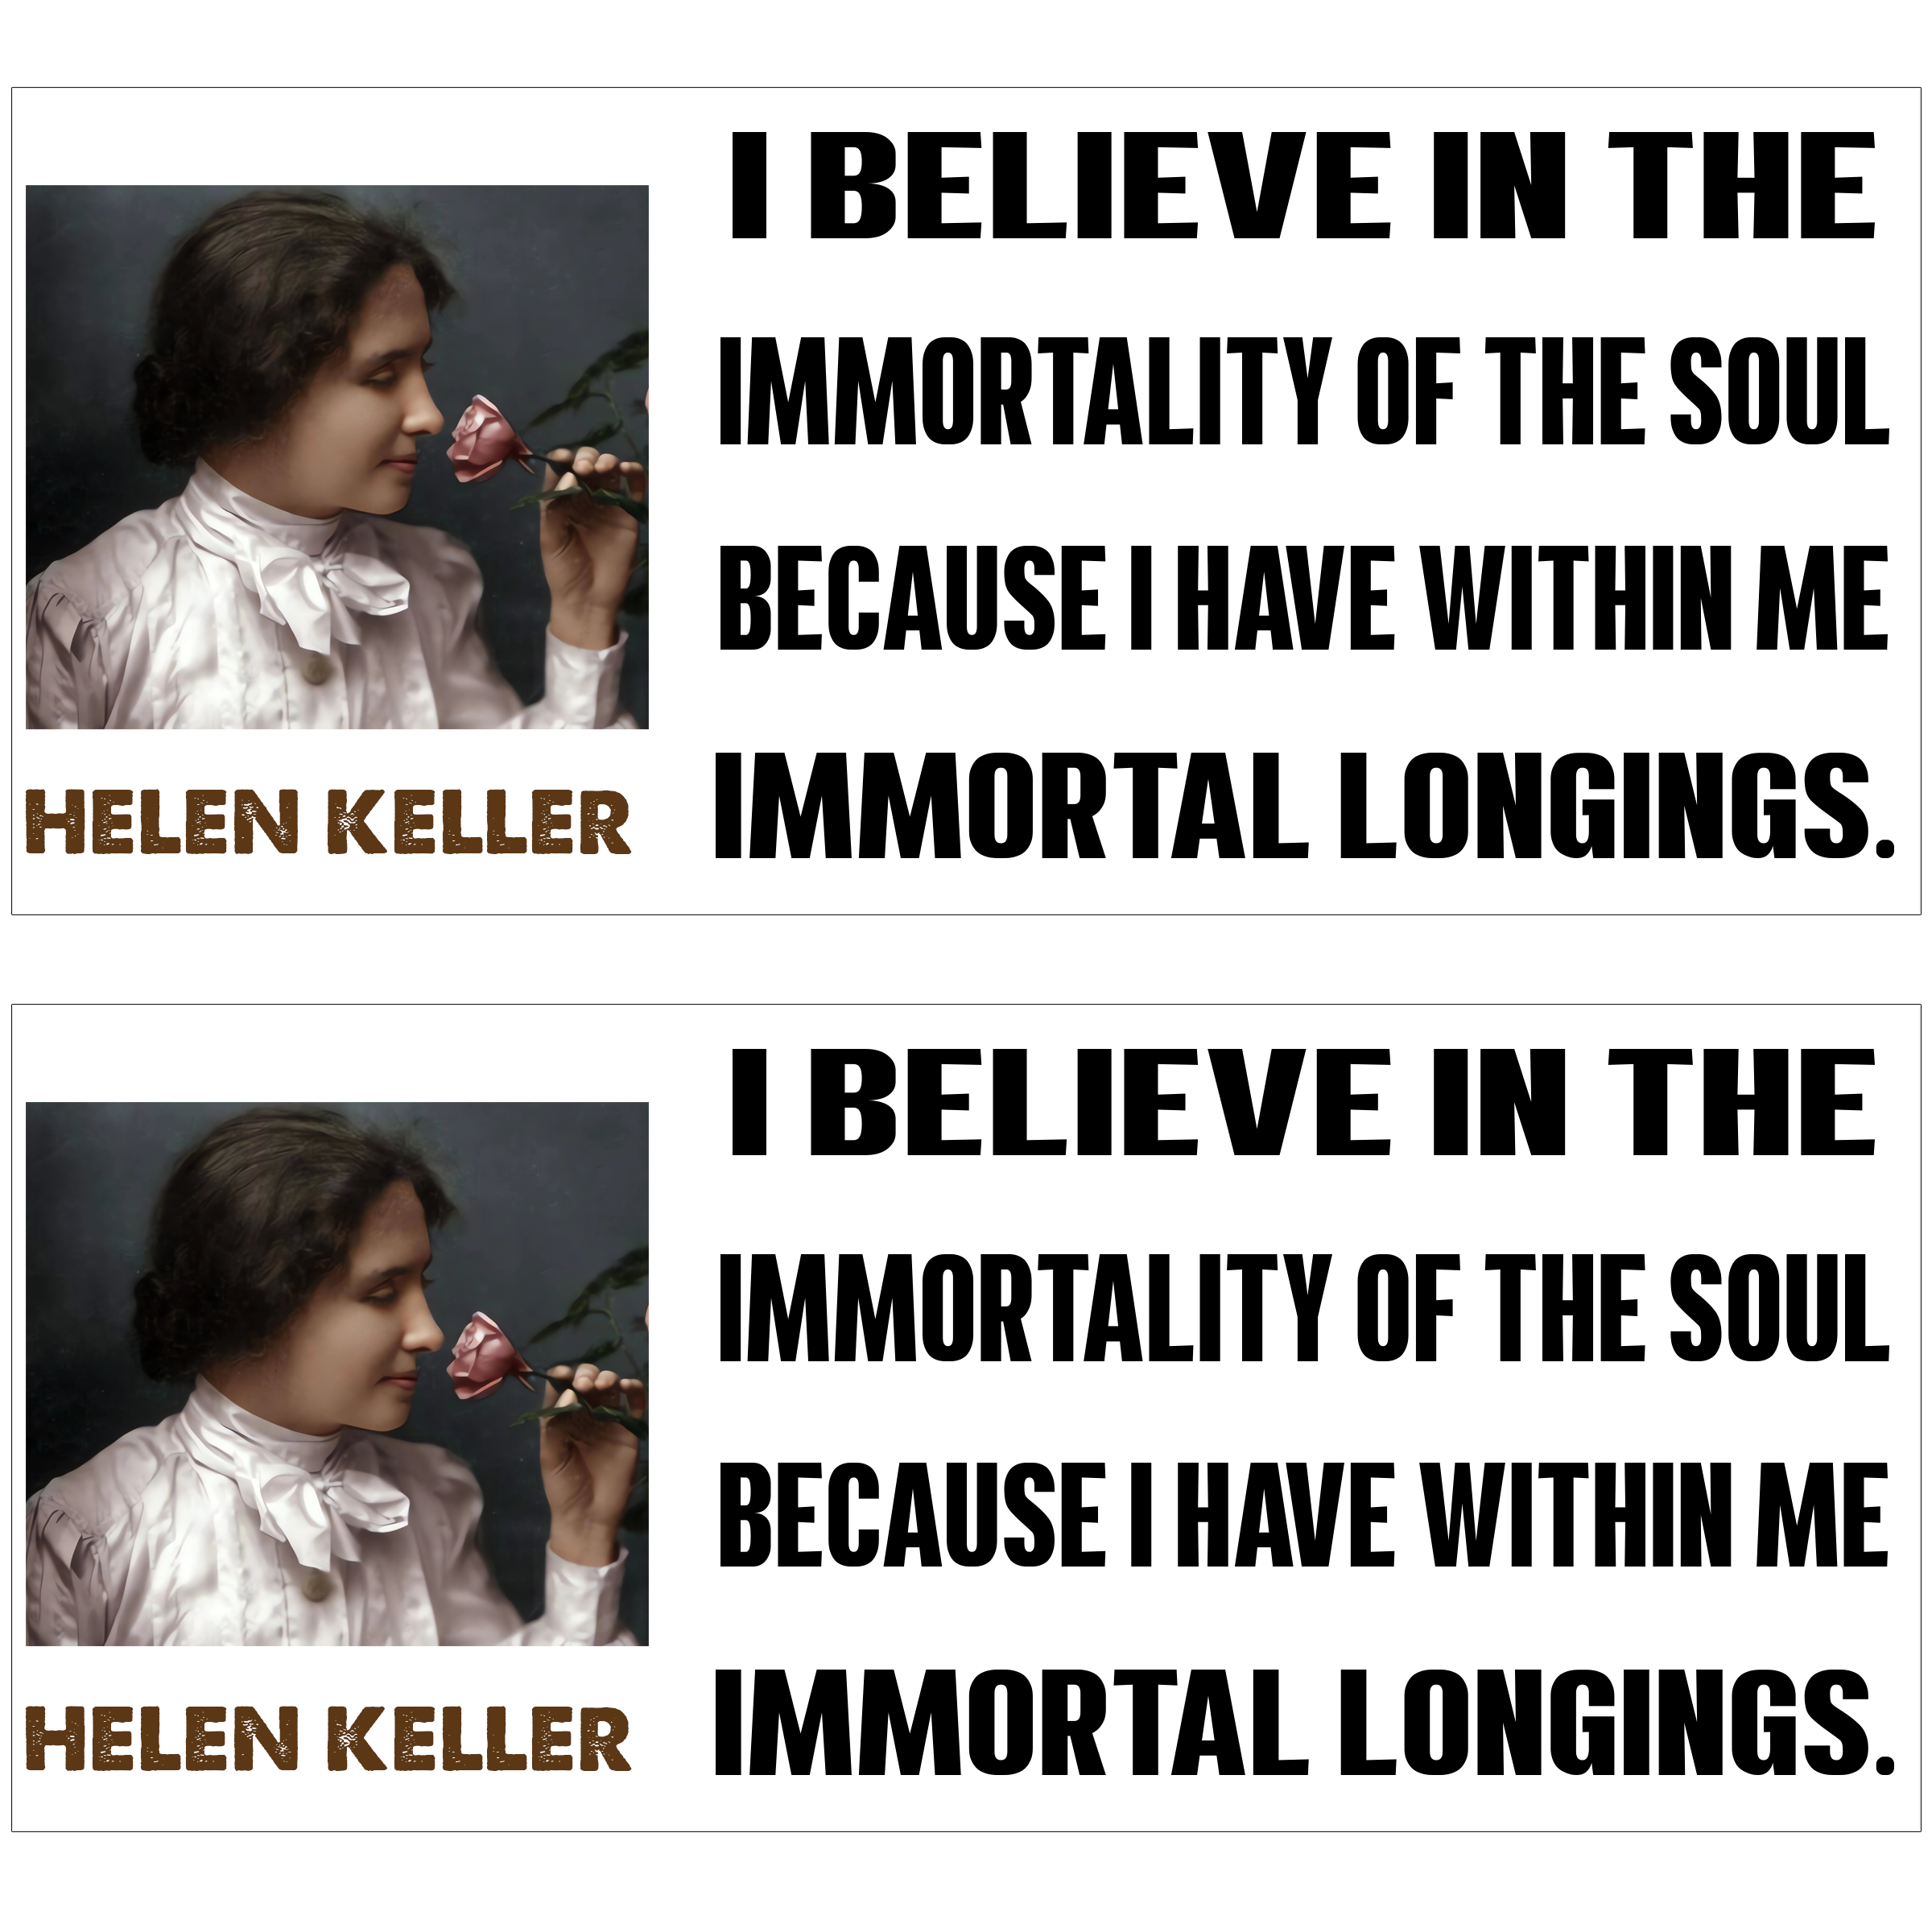 I BELIEVE IN THE
IMMORTALITY OF THE SOUL
BECAUSE I HAVE WITHIN ME
IMMORTAL LONGINGS.
HELEN KELLER
I BELIEVE IN THE
IMMORTALITY OF THE SOUL
BECAUSE I HAVE WITHIN ME
IMMORTAL LONGINGS.
HELEN KELLER